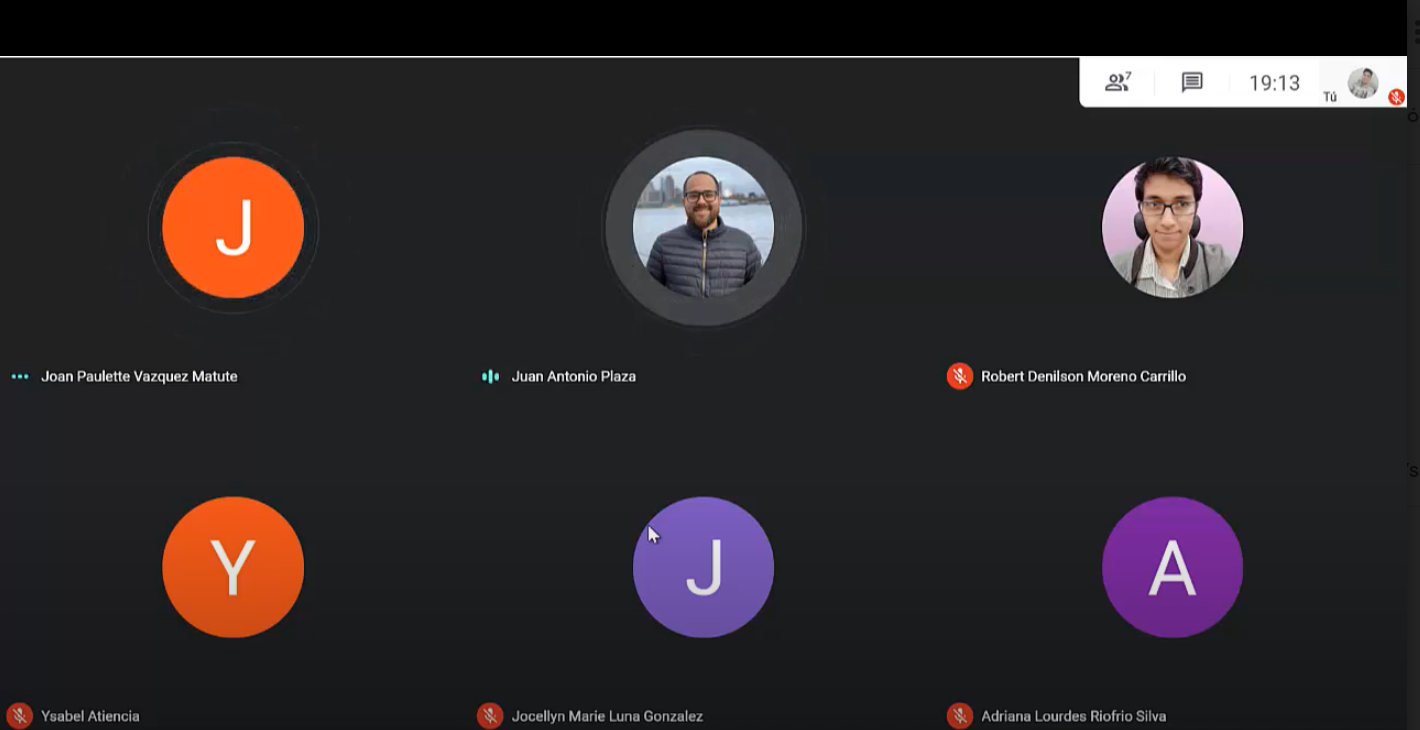 7
19:13
Tú
J
Joan Paulette Vazquez Matute
Juan Antonio Plaza
Robert Denilson Moreno Carrillo
Y
J
A
Ysabel Atiencia
Jocellyn Marie Luna Gonzalez
Adriana Lourdes Riofrio Silva